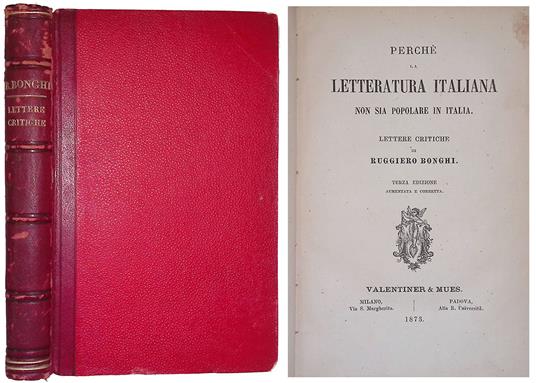 R. BONGHI
LETTERE
CRITICHE
PERCHÈ
LA
LETTERATURA ITALIANA
NON SIA POPOLARE IN ITALIA.
LETTERE CRITICHE
DI
RUGGIERO BONGHI.
TERZA EDIZIONE
AUMENTATA E CORRETTA.
VALENTINER & MUES.
MILANO,
Via S. Margherita.
PADOVA,
Alla R. Università.
1873.